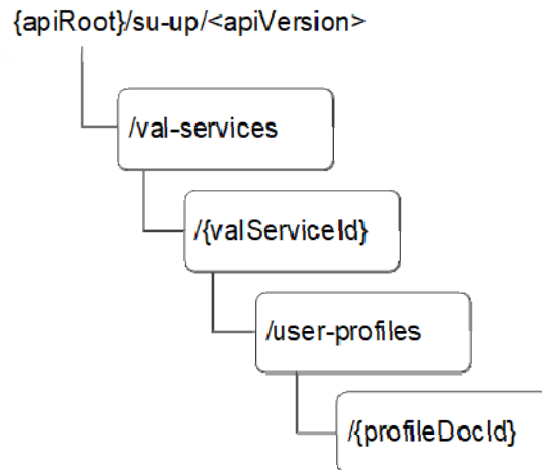 {apiRoot}/su-up/<apiVersion>
/val-services
/{valServiceId}
/user-profiles
/{profileDocId}